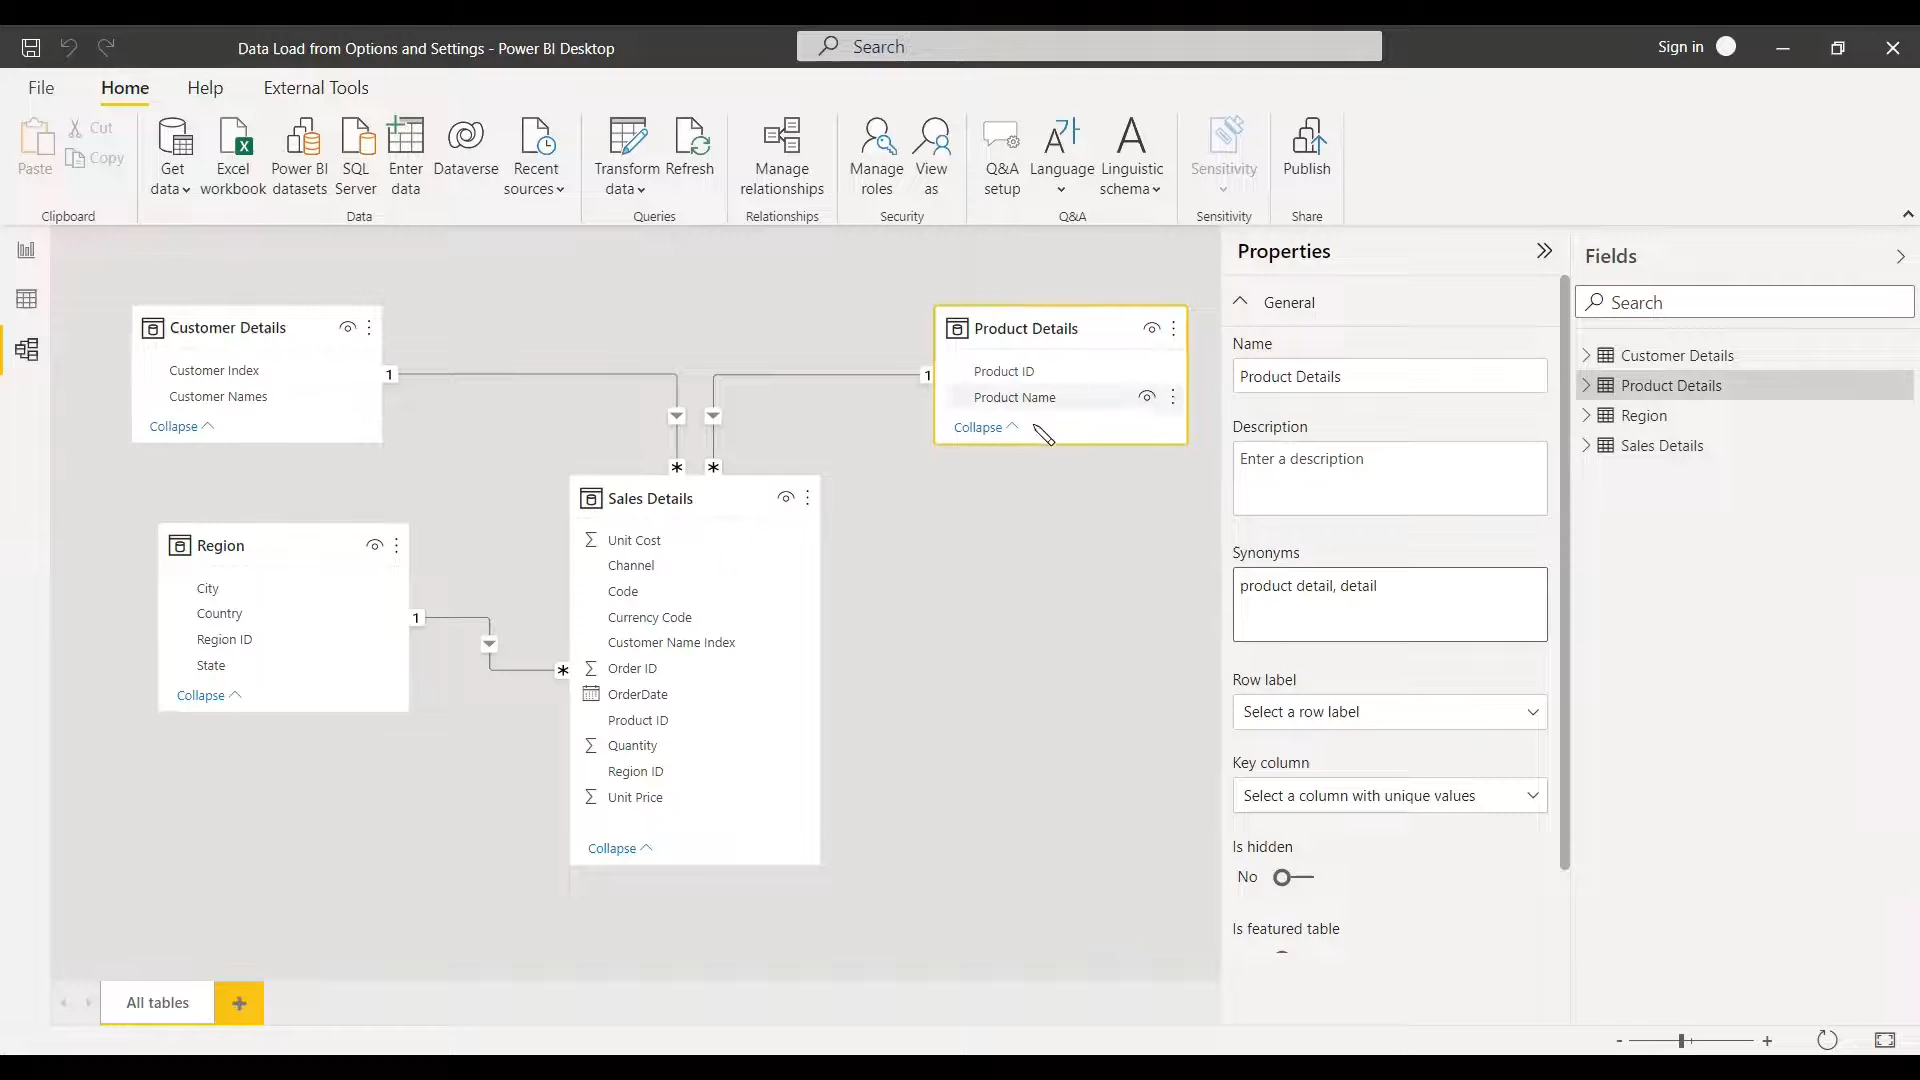 Data Load from Options and Settings - Power BI Desktop
Search
Sign in
File
Home
Help
External Tools
Paste
Cut
Copy
Clipboard
Get data
Excel workbook
Power BI datasets
SQL Server
Enter data
Dataverse
Recent sources
Data
Transform data
Refresh
Queries
Manage relationships
Relationships
Manage roles
View as
Security
Q&A setup
Language
Linguistic schema
Q&A
Sensitivity
Sensitivity
Publish
Share
Customer Details
Customer Index
Customer Names
Collapse
1
*
Product Details
Product ID
Product Name
Collapse
1
*
Region
City
Country
Region ID
State
Collapse
1
*
Sales Details
Unit Cost
Channel
Code
Currency Code
Customer Name Index
Order ID
OrderDate
Product ID
Quantity
Region ID
Unit Price
Collapse
Properties
General
Name
Product Details
Description
Enter a description
Synonyms
product detail, detail
Row label
Select a row label
Key column
Select a column with unique values
Is hidden
No
Is featured table
Fields
Search
Customer Details
Product Details
Region
Sales Details
All tables
+
- +